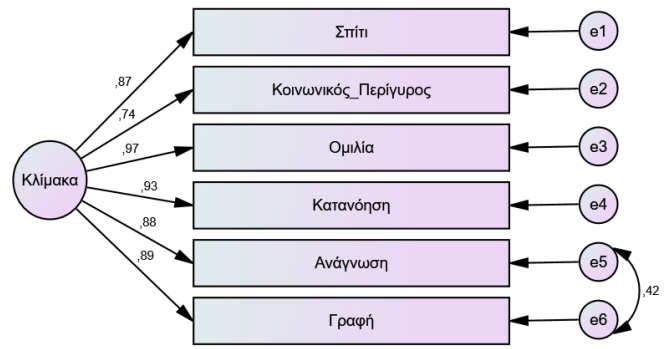 Σπίτι
e1
,87
Κοινωνικός_Περίγυρος
e2
,74
Ομιλία
e3
,97
Κλίμακα
Κατανόηση
e4
,93
Ανάγνωση
e5
,88
,42
Γραφή
e6
,89